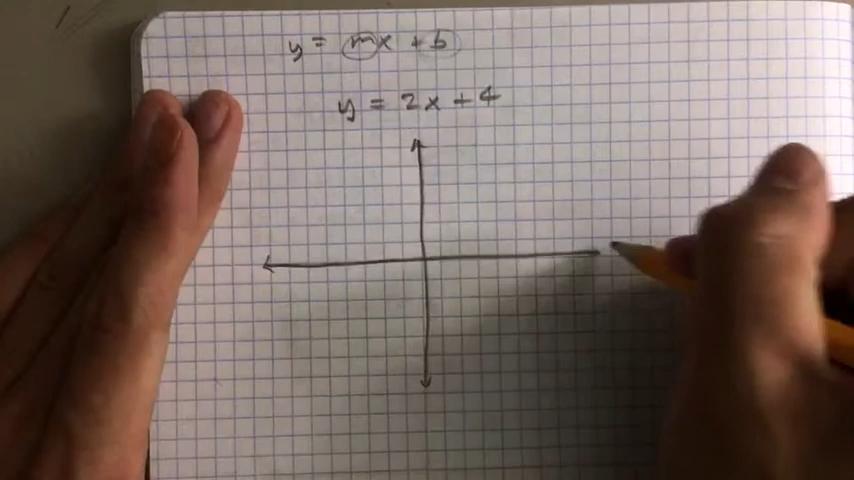 y = mx + b
y = 2x + 4